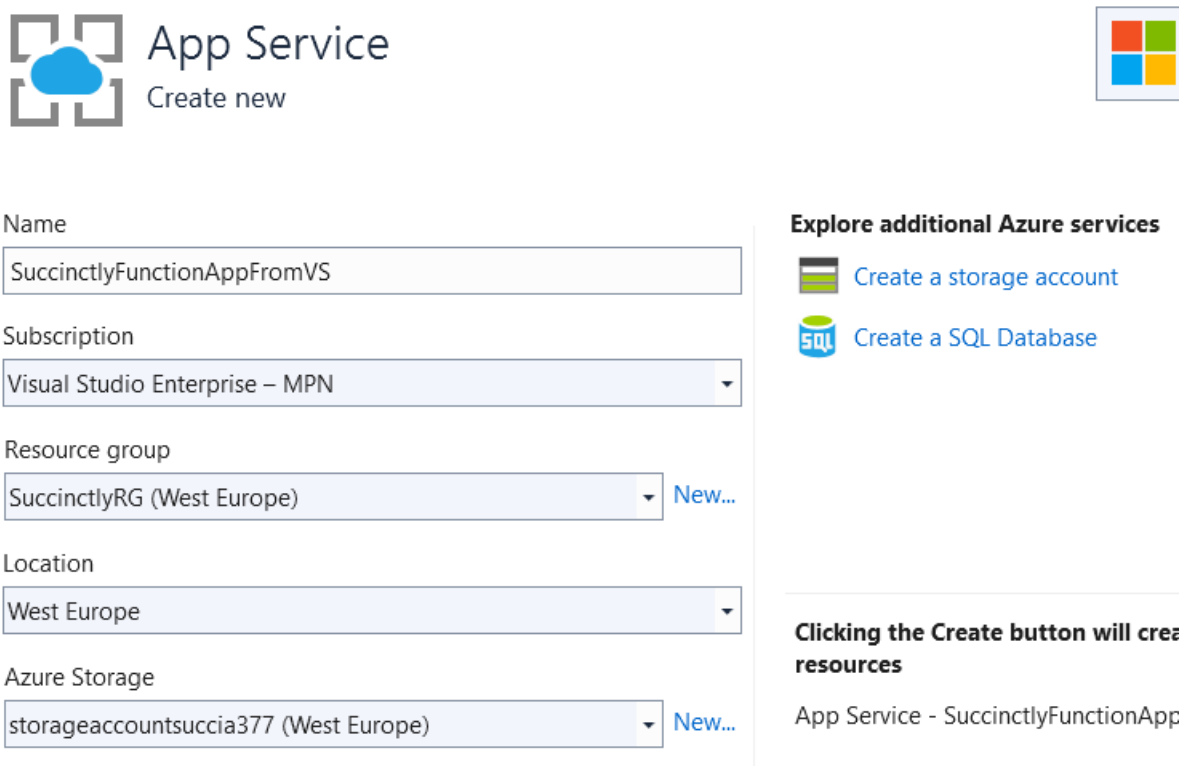 App Service
Create new
Name
SuccinctlyFunctionAppFromVS
Subscription
Visual Studio Enterprise – MPN
Resource group
SuccinctlyRG (West Europe)
New...
Location
West Europe
Azure Storage
storageaccountsuccia377 (West Europe)
New...
Explore additional Azure services
Create a storage account
SQL
Create a SQL Database
Clicking the Create button will crea
resources
App Service - SuccinctlyFunctionApp